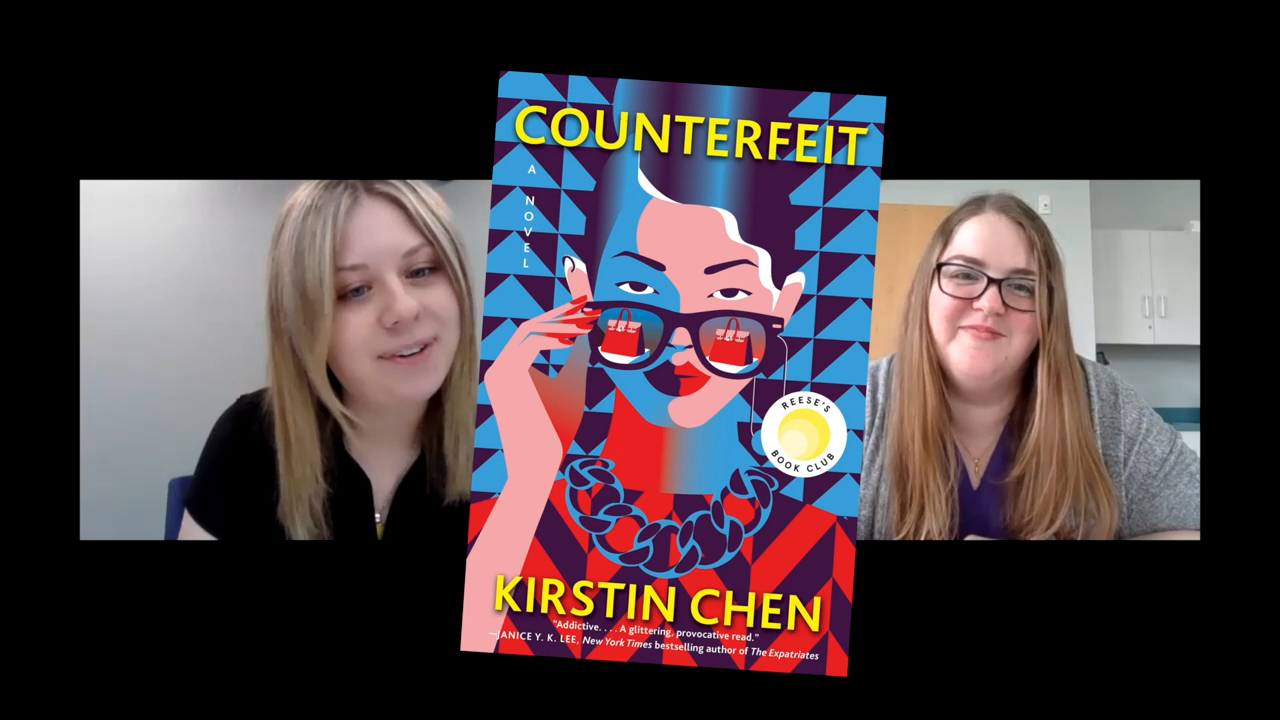 COUNTERFEIT
A NOVEL
REESE'S
BOOK CLUB
KIRSTIN CHEN
"Addictive. . . . A glittering, provocative read."
—JANICE Y. K. LEE, New York Times bestselling author of The Expatriates